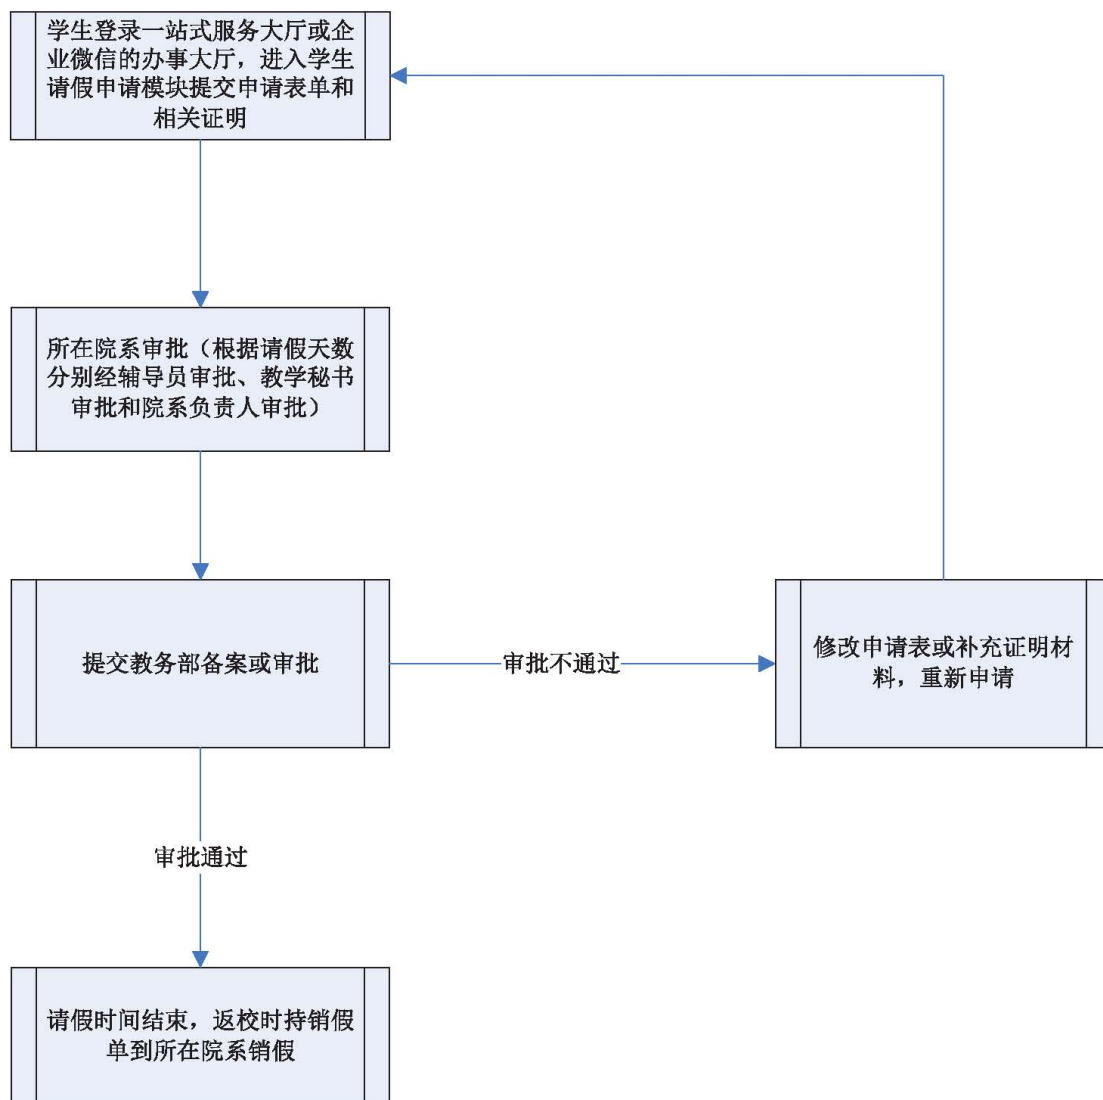 学生登录一站式服务大厅或企
业微信的办事大厅，进入学生
请假申请模块提交申请表单和
相关证明
所在院系审批（根据请假天数
分别经辅导员审批、教学秘书
审批和院系负责人审批）
提交教务部备案或审批
审批不通过
修改申请表或补充证明材
料，重新申请
审批通过
请假时间结束，返校时持销假
单到所在院系销假